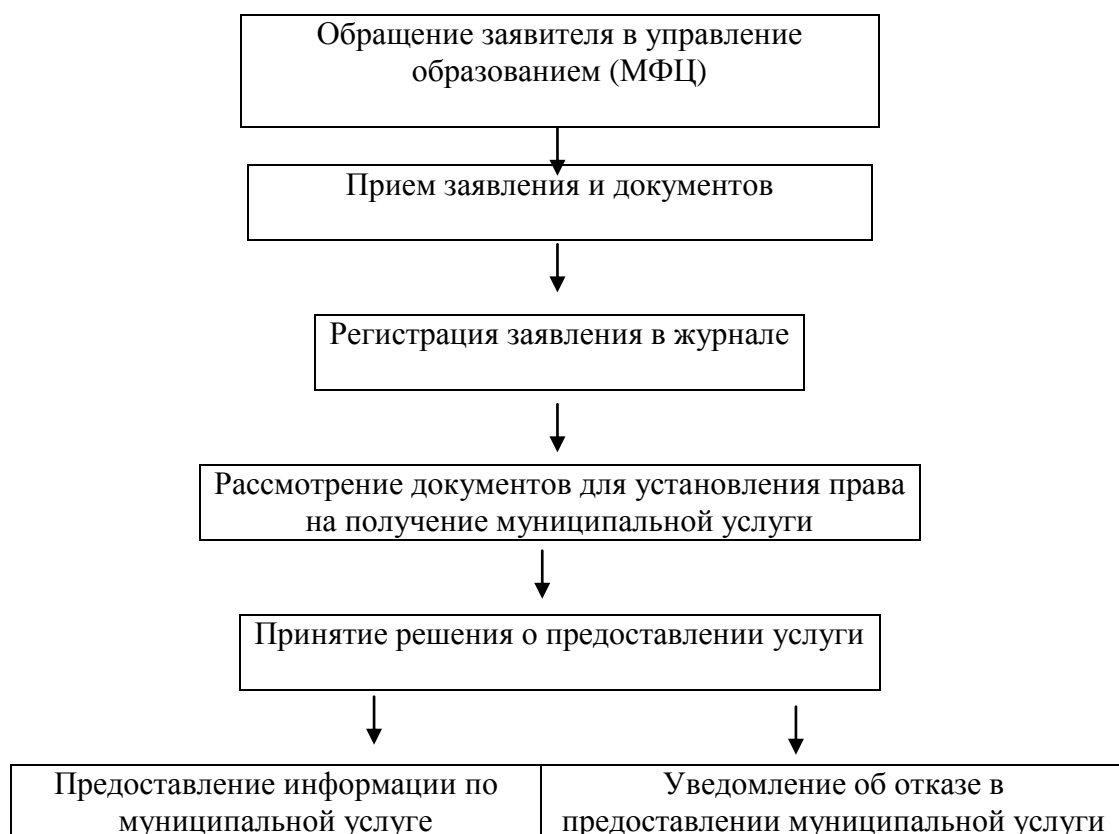 Обращение заявителя в управление
образованием (МФЦ)
Прием заявления и документов
Регистрация заявления в журнале
Рассмотрение документов для установления права
на получение муниципальной услуги
Принятие решения о предоставлении услуги
Предоставление информации по
муниципальной услуге
Уведомление об отказе в
предоставлении муниципальной услуги